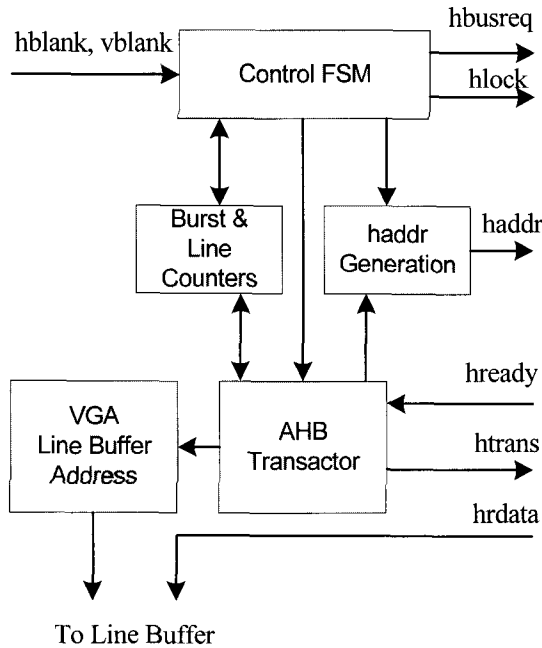 hbusreq
hblank, vblank
Control FSM
hlock
Burst &
Line
Counters
haddr
Generation
haddr
hready
VGA
Line Buffer
Address
AHB
Transactor
htrans
hrdata
To Line Buffer